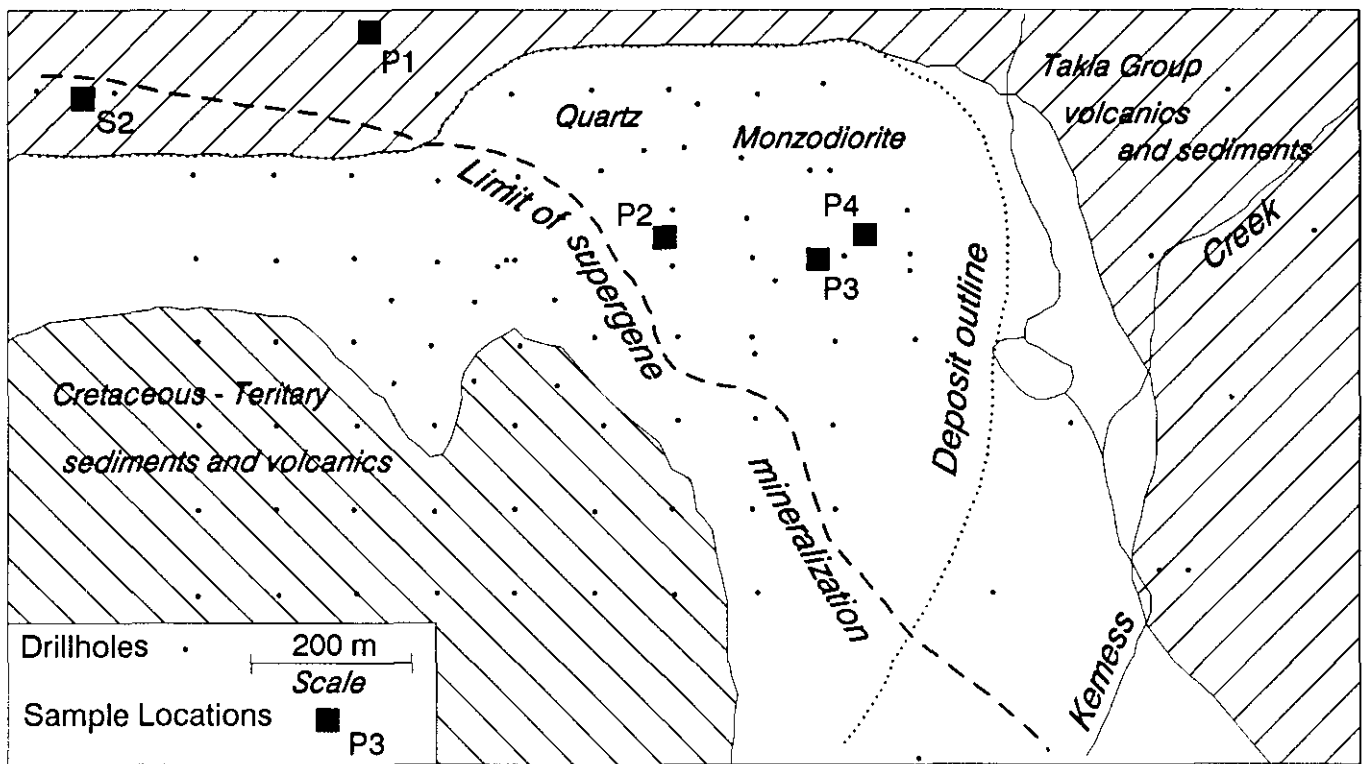 P1
S2
Quartz
Monzodiorite
Takla Group
volcanics
and sediments
Limit of supergene
mineralization
P2
P4
P3
Deposit outline
Creek
Kemess
Cretaceous - Teritary
sediments and volcanics
Drillholes
200 m
Scale
Sample Locations
P3